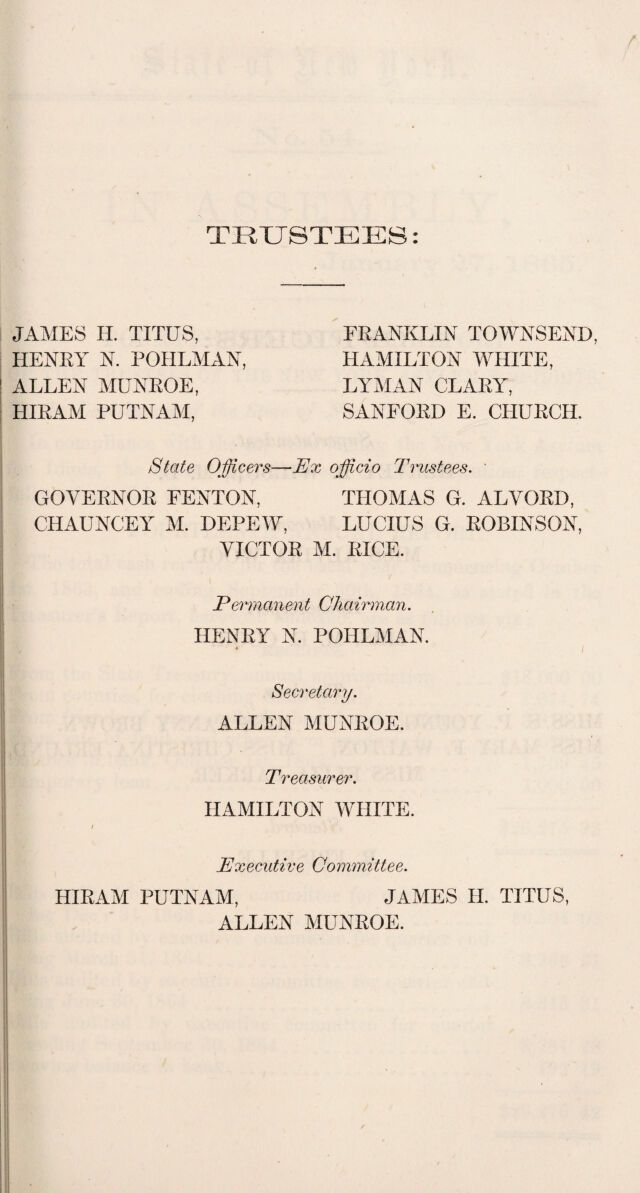 TRUSTEES:
JAMES H. TITUS, FRANKLIN TOWNSEND,
HENRY N. POHLMAN, HAMILTON WHITE,
ALLEN MUNROE, LYMAN CLARY,
HIRAM PUTNAM, SANFORD E. CHURCH.
State Officers—Ex officio Trustees.
GOVERNOR FENTON, THOMAS G. ALVORD,
CHAUNCEY M. DEPEW, LUCIUS G. ROBINSON,
VICTOR M. RICE.
Permanent Chairman.
HENRY N. POHLMAN.
Secretary.
ALLEN MUNROE.
Treasurer.
HAMILTON WHITE.
Executive Committee.
HIRAM PUTNAM, JAMES H. TITUS,
ALLEN MUNROE.